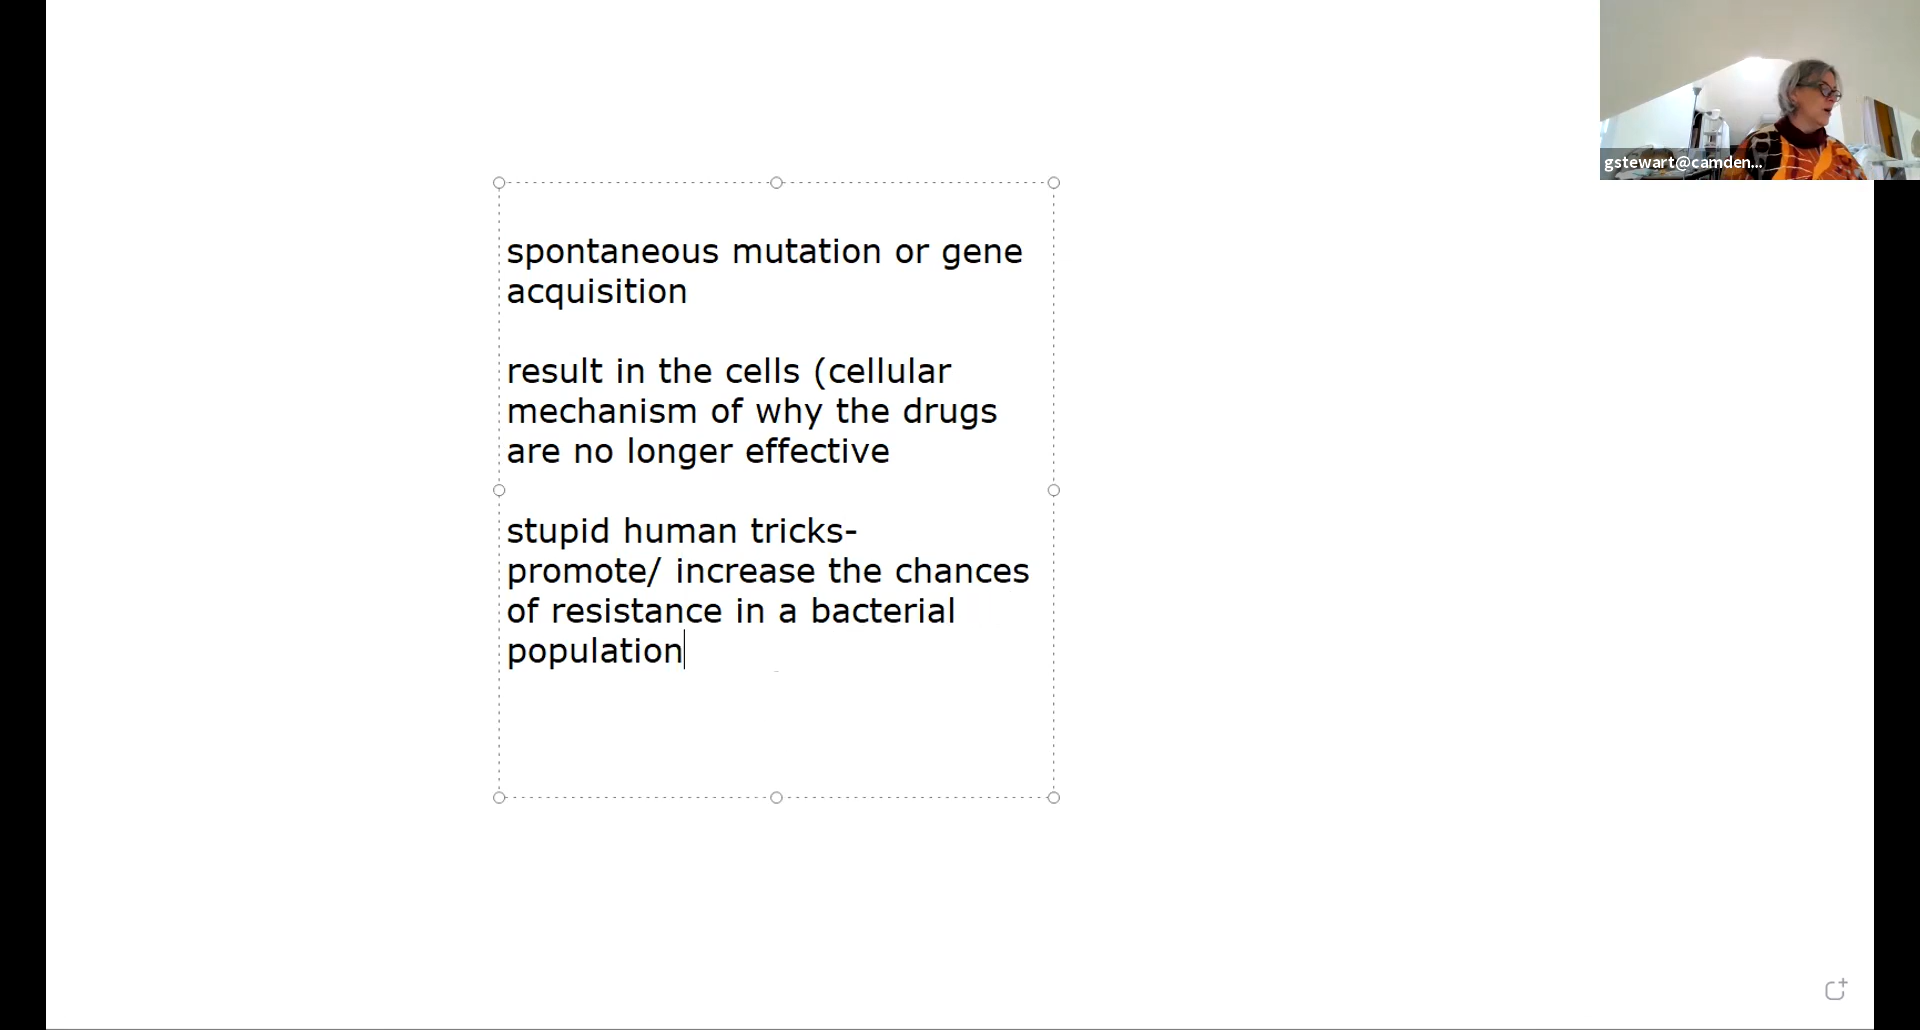 gstewart@camden...
spontaneous mutation or gene
acquisition
result in the cells (cellular
mechanism of why the drugs
are no longer effective
stupid human tricks-
promote/ increase the chances
of resistance in a bacterial
population